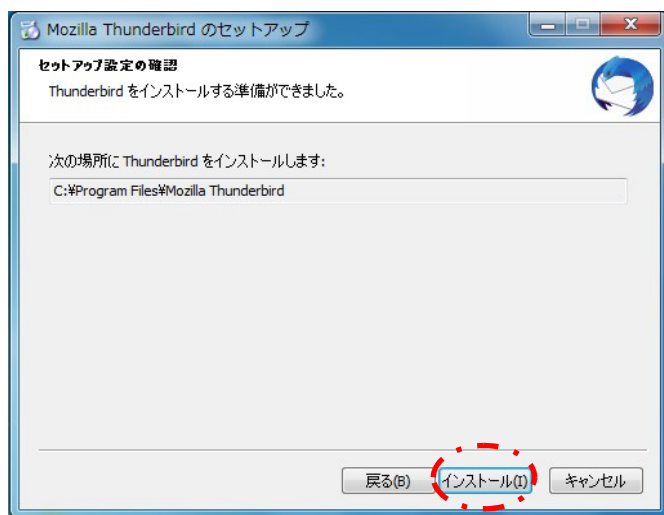 Mozilla Thunderbird のセットアップ
セットアップ設定の確認
Thunderbird をインストールする準備ができました。
次の場所に Thunderbird をインストールします:
C:¥Program Files¥Mozilla Thunderbird
戻る(B) インストール(I) キャンセル